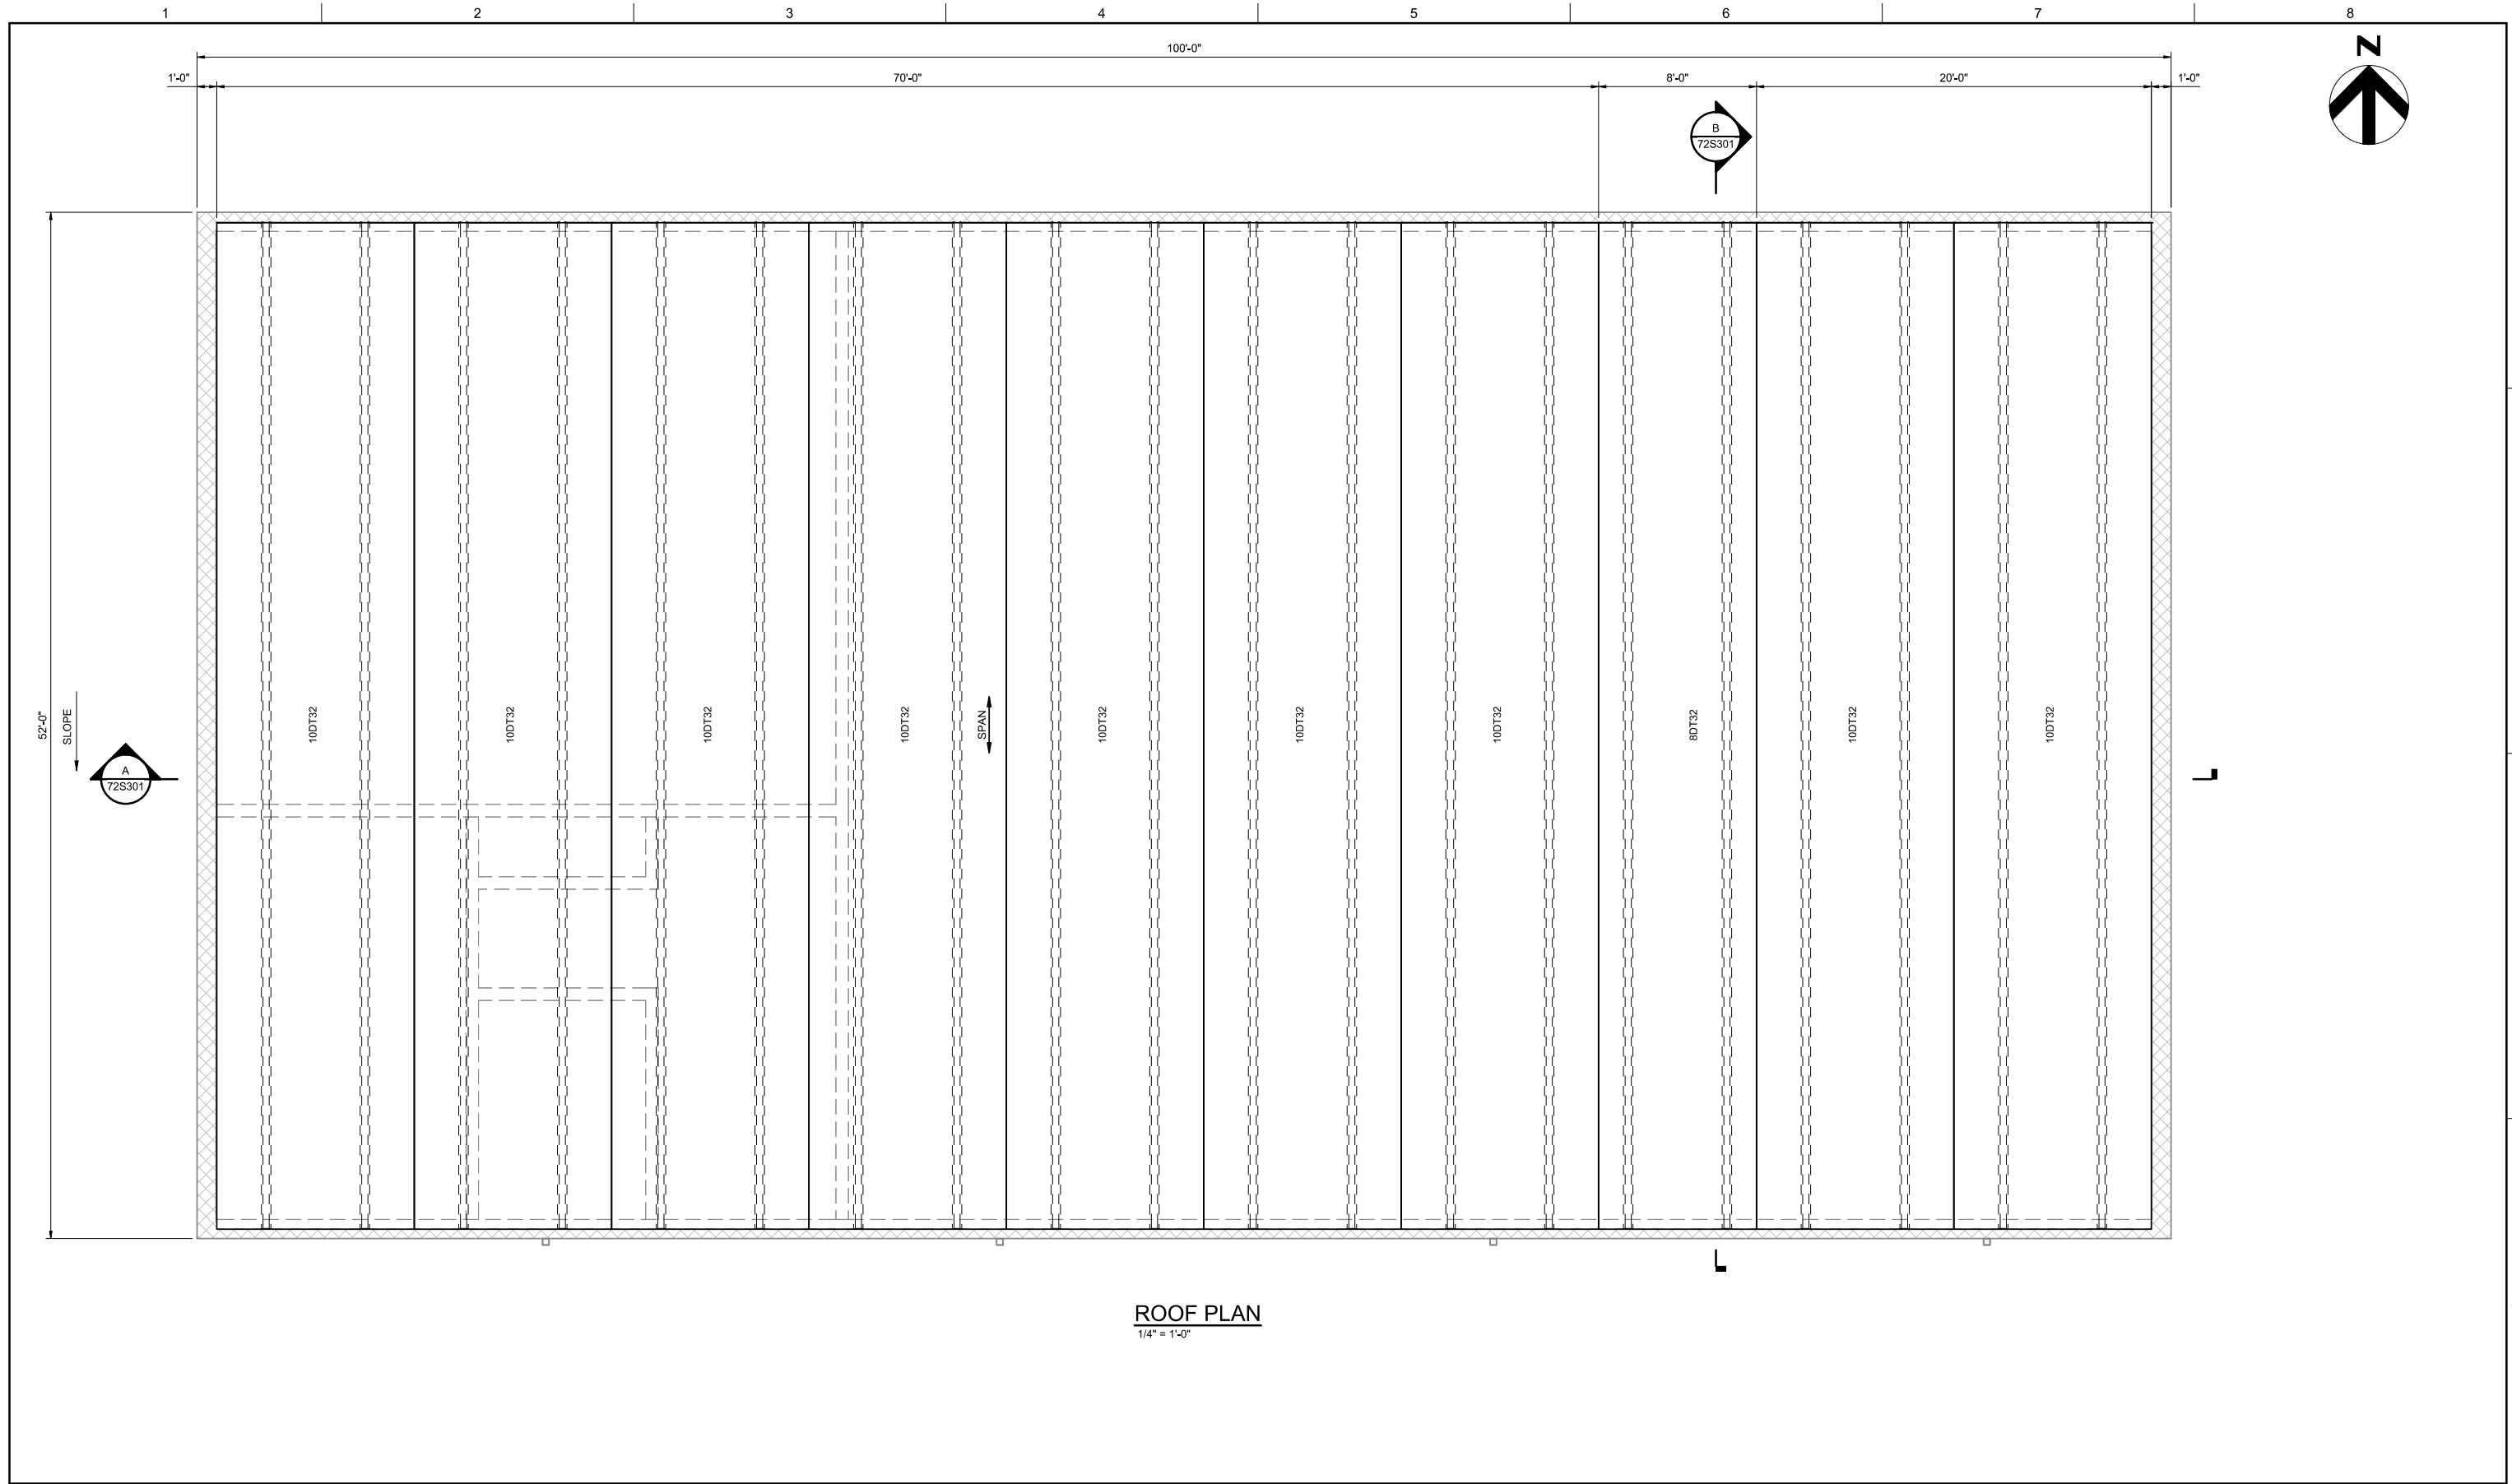 1 2 3 4 5 6 7 8
100'-0"
1'-0" 70'-0" 8'-0" 20'-0" 1'-0"
N
B
72S301
52'-0"
SLOPE
A
72S301
10DT32 10DT32 10DT32 10DT32 SPAN 10DT32 10DT32 10DT32 8DT32 10DT32 10DT32
ROOF PLAN
1/4" = 1'-0"